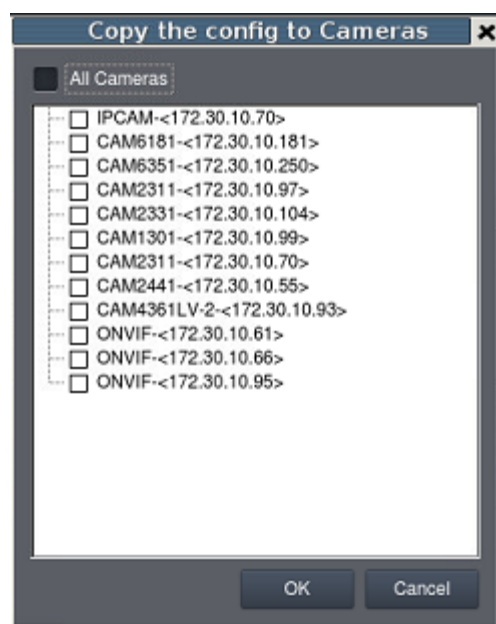 Copy the config to Cameras
All Cameras
IPCAM-<172.30.10.70>
CAM6181-<172.30.10.181>
CAM6351-<172.30.10.250>
CAM2311-<172.30.10.97>
CAM2331-<172.30.10.104>
CAM1301-<172.30.10.99>
CAM2311-<172.30.10.70>
CAM2441-<172.30.10.55>
CAM4361LV-2-<172.30.10.93>
ONVIF-<172.30.10.61>
ONVIF-<172.30.10.66>
ONVIF-<172.30.10.95>
OK Cancel